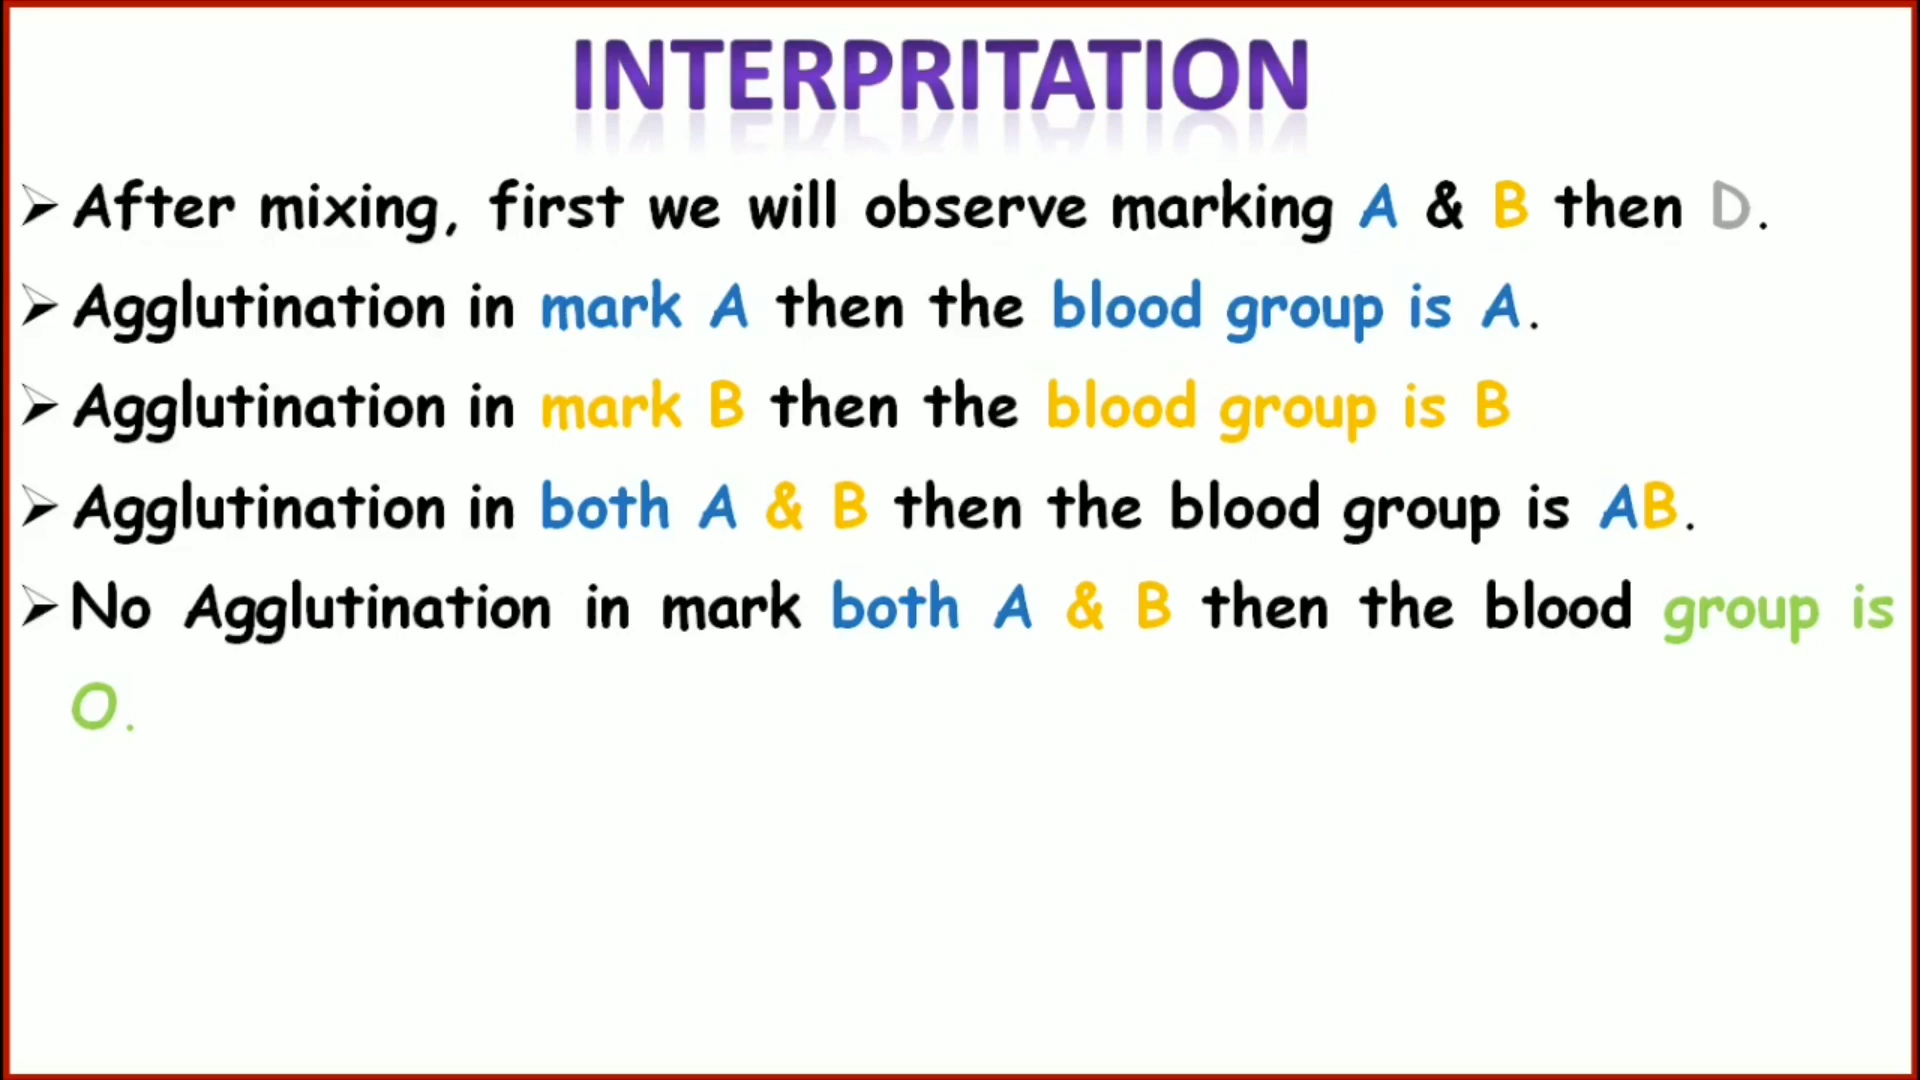 INTERPRITATION
➢ After mixing, first we will observe marking A & B then D.
➢ Agglutination in mark A then the blood group is A.
➢ Agglutination in mark B then the blood group is B
➢ Agglutination in both A & B then the blood group is AB.
➢ No Agglutination in mark both A & B then the blood group is
O.